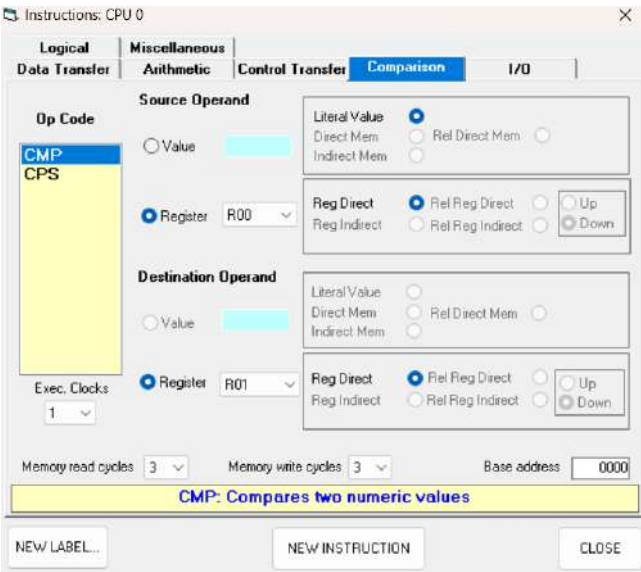 Instructions: CPU 0
Logical Miscellaneous
Data Transfer Arithmetic Control Transfer Comparison I/O
Op Code
CMP
CPS
Exec. Clocks
1
Source Operand
Value
Literal Value
Direct Mem Rel Direct Mem
Indirect Mem
Register R00
Reg Direct Rel Reg Direct Up
Reg Indirect Rel Reg Indirect Down
Destination Operand
Value
Literal Value
Direct Mem Rel Direct Mem
Indirect Mem
Register R01
Reg Direct Rel Reg Direct Up
Reg Indirect Rel Reg Indirect Down
Memory read cycles 3 Memory write cycles 3 Base address 0000
CMP: Compares two numeric values
NEW LABEL... NEW INSTRUCTION CLOSE